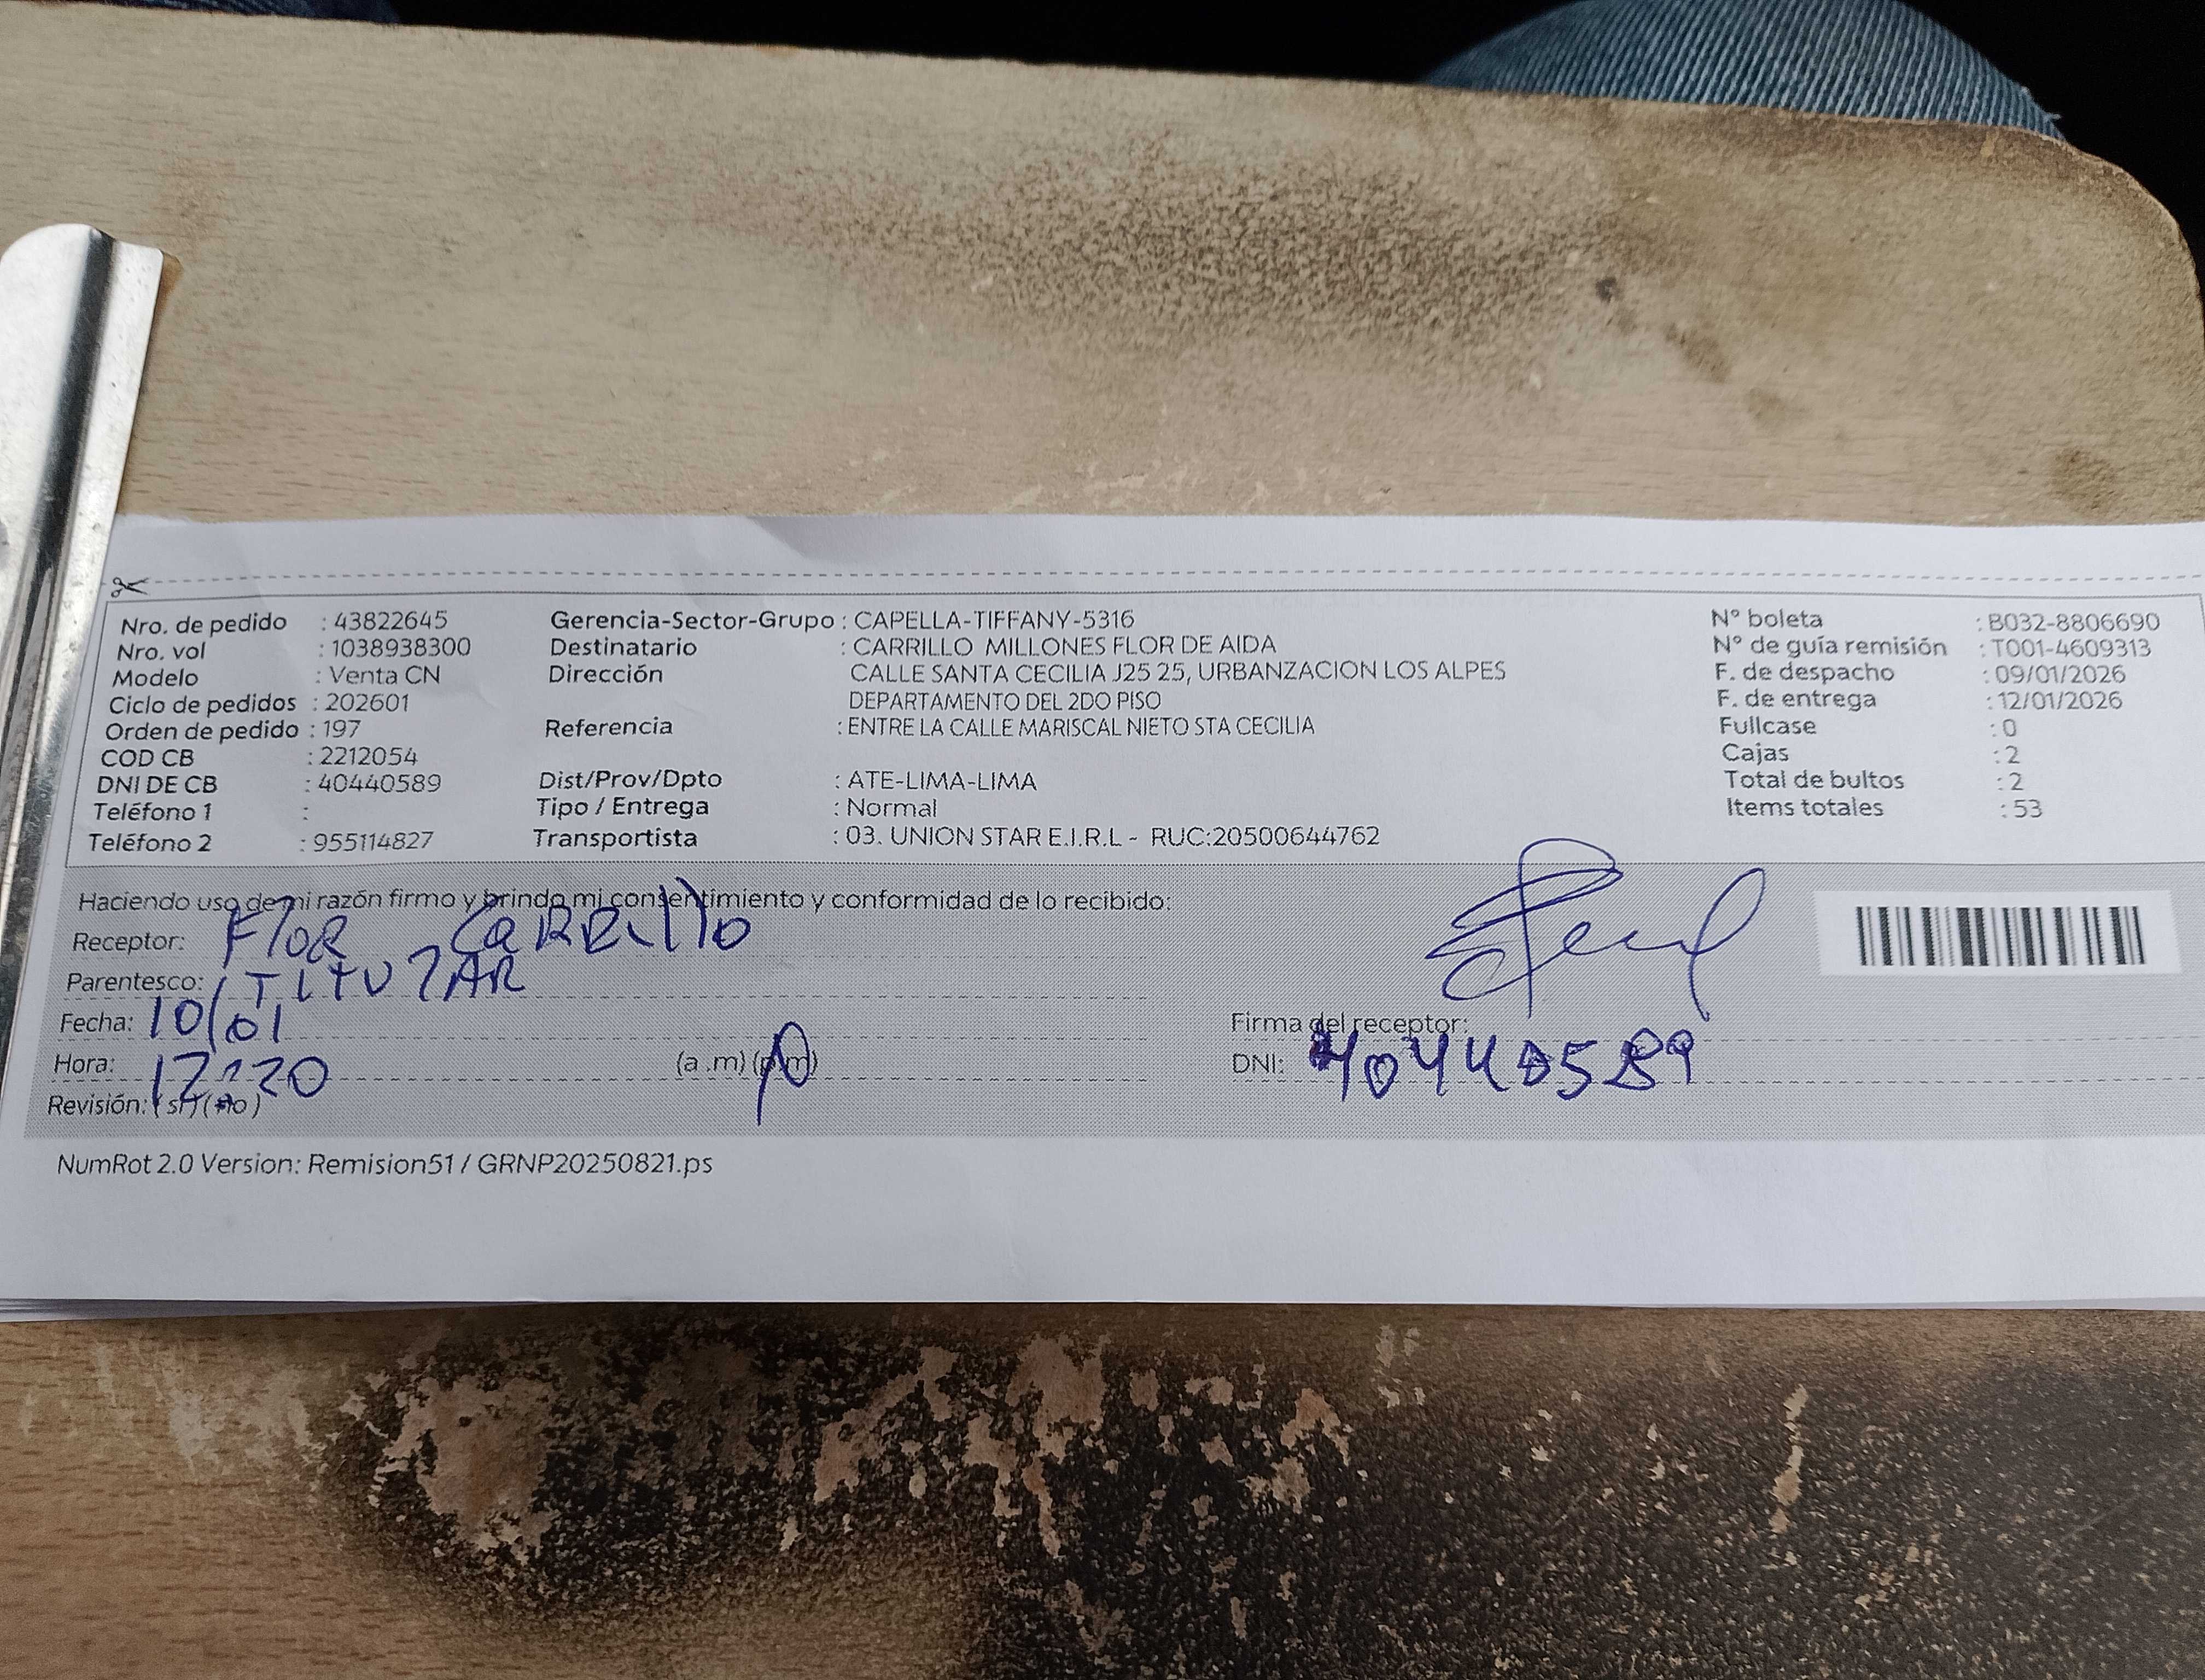 Nro. de pedido : 43822645 Gerencia-Sector-Grupo : CAPELLA-TIFFANY-5316 N° boleta : B032-8806690
Nro. vol : 1038938300 Destinatario : CARRILLO MILLONES FLOR DE AIDA N° de guía remisión : T001-4609313
Modelo : Venta CN Dirección CALLE SANTA CECILIA J25 25, URBANZACION LOS ALPES F. de despacho : 09/01/2026
Ciclo de pedidos : 202601 DEPARTAMENTO DEL 2DO PISO F. de entrega : 12/01/2026
Orden de pedido : 197 Referencia : ENTRE LA CALLE MARISCAL NIETO STA CECILIA Fullcase : 0
COD CB : 2212054 Cajas : 2
DNI DE CB : 40440589 Dist/Prov/Dpto : ATE-LIMA-LIMA Total de bultos : 2
Teléfono 1 : Tipo / Entrega : Normal Items totales : 53
Teléfono 2 : 955114827 Transportista : 03. UNION STAR E.I.R.L - RUC:20500644762
Haciendo uso de mi razón firmo y brindo mi consentimiento y conformidad de lo recibido:
Receptor: FloR CaRRillo
Parentesco: TITULAR
Fecha: 10/01 Firma del receptor:
Hora: 12:20 (a .m) (p.m) DNI: 40440589
Revisión: ( si ) ( no )
NumRot 2.0 Version: Remision51 / GRNP20250821.ps